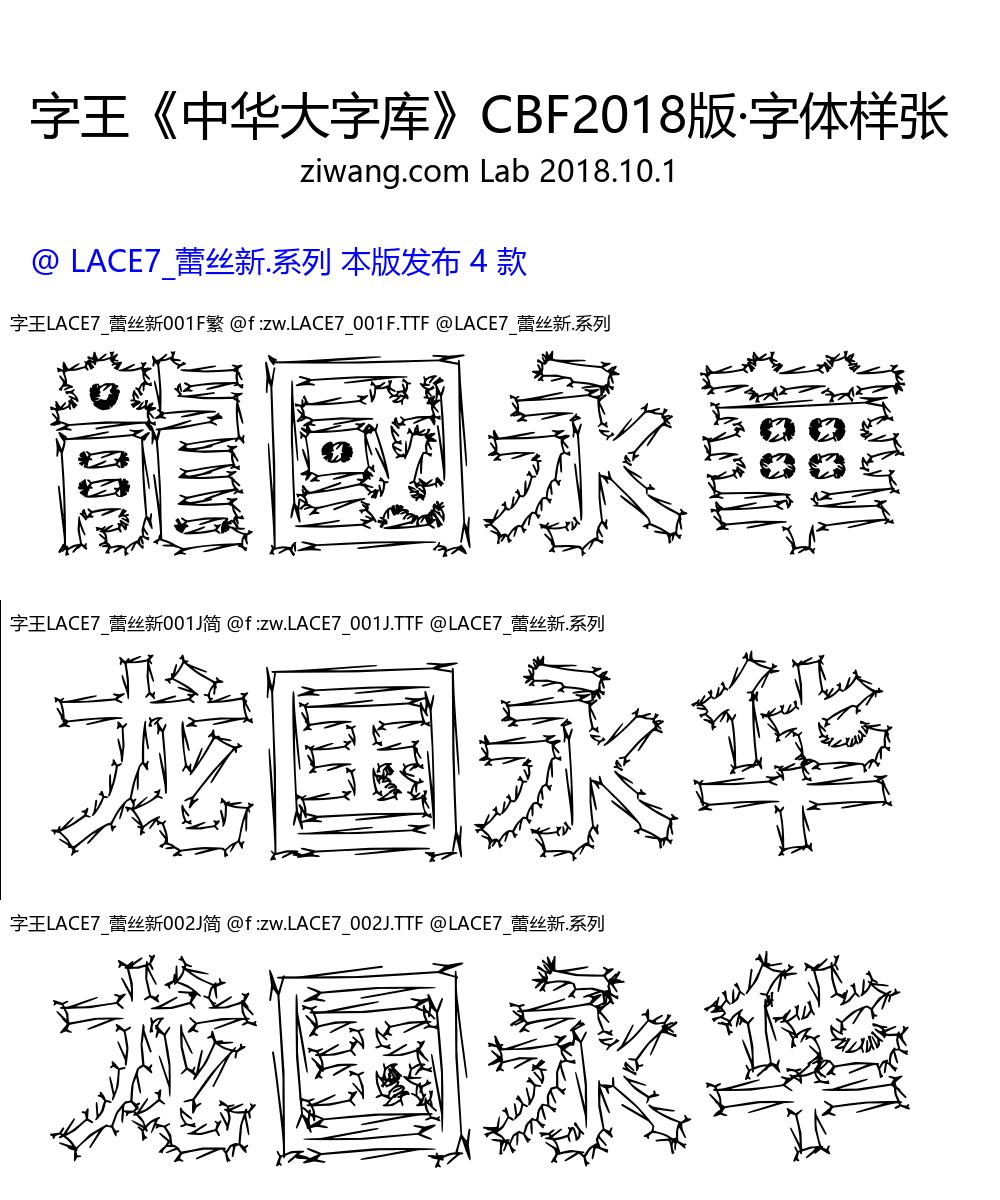 字王《中华大字库》CBF2018版·字体样张
ziwang.com Lab 2018.10.1
@ LACE7_蕾丝新.系列 本版发布 4 款
字王LACE7_蕾丝新001F繁 @f :zw.LACE7_001F.TTF @LACE7_蕾丝新.系列
龍國永華
字王LACE7_蕾丝新001J简 @f :zw.LACE7_001J.TTF @LACE7_蕾丝新.系列
龙国永华
字王LACE7_蕾丝新002J简 @f :zw.LACE7_002J.TTF @LACE7_蕾丝新.系列
龙国永华